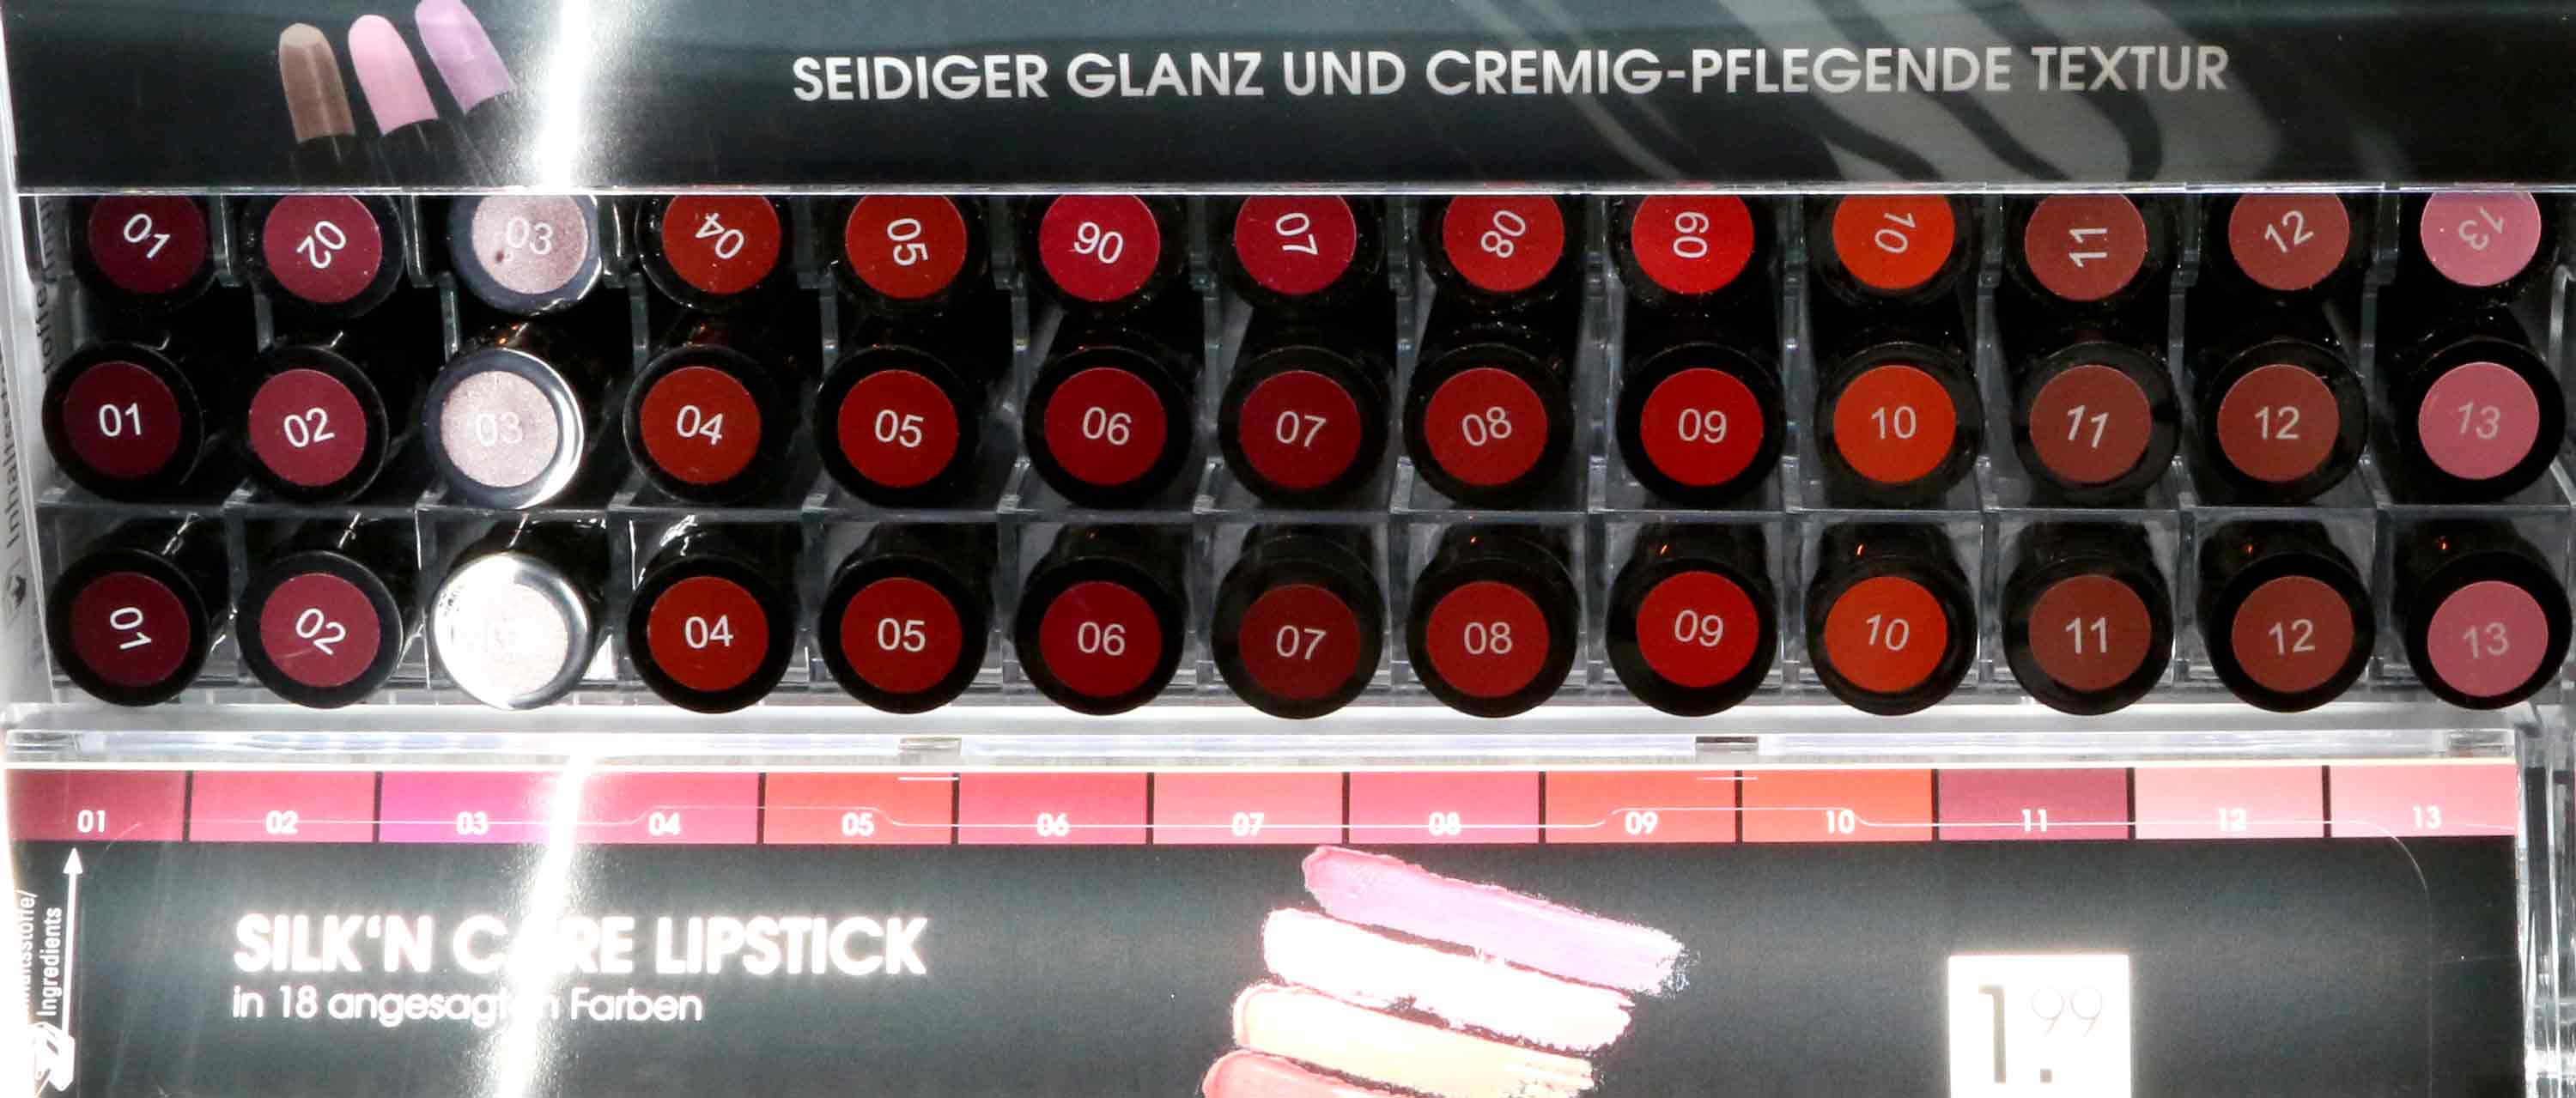 SEIDIGER GLANZ UND CREMIG-PFLEGENDE TEXTUR
01 02 03 04 05 06 07 08 09 10 11 12 13
01 02 03 04 05 06 07 08 09 10 11 12 13
01 02 04 05 06 07 08 09 10 11 12 13
01 02 03 04 05 06 07 08 09 10 11 12 13
Ingredients
SILK'N LIPSTICK
in 18 Farben
1.99